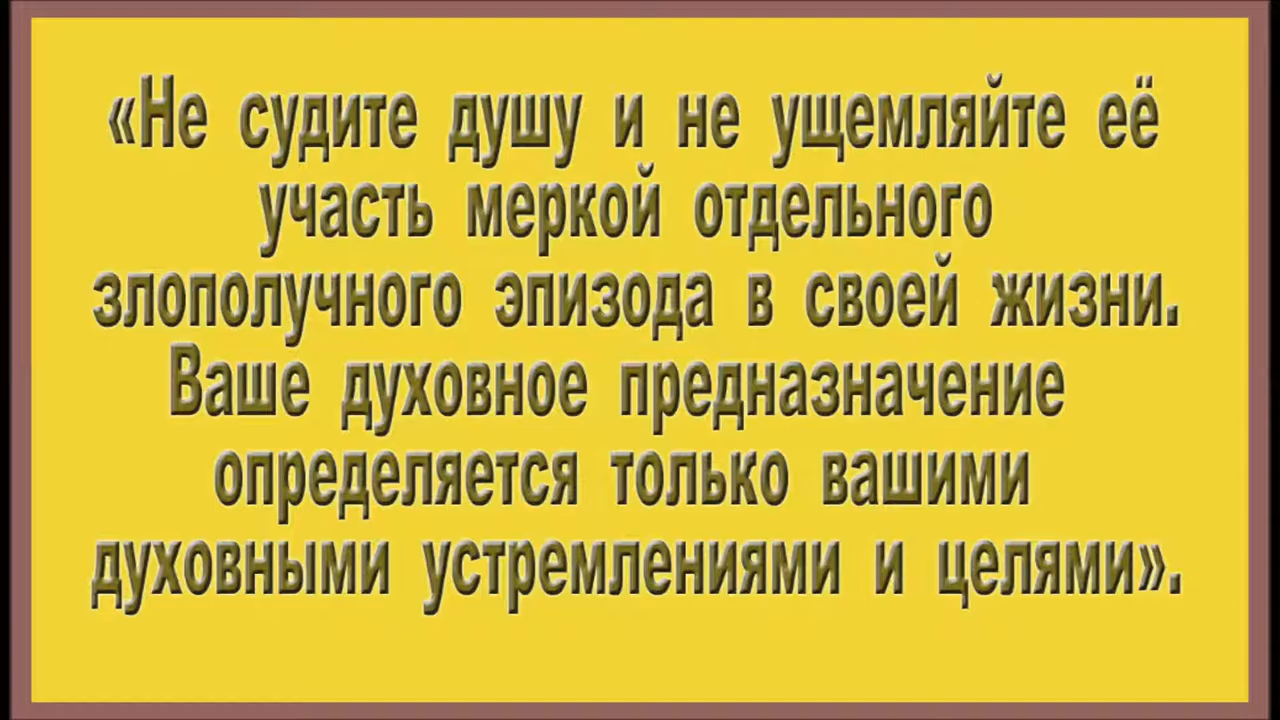 «Не судите душу и не ущемляйте её
участь меркой отдельного
злополучного эпизода в своей жизни.
Ваше духовное предназначение
определяется только вашими
духовными устремлениями и целями».